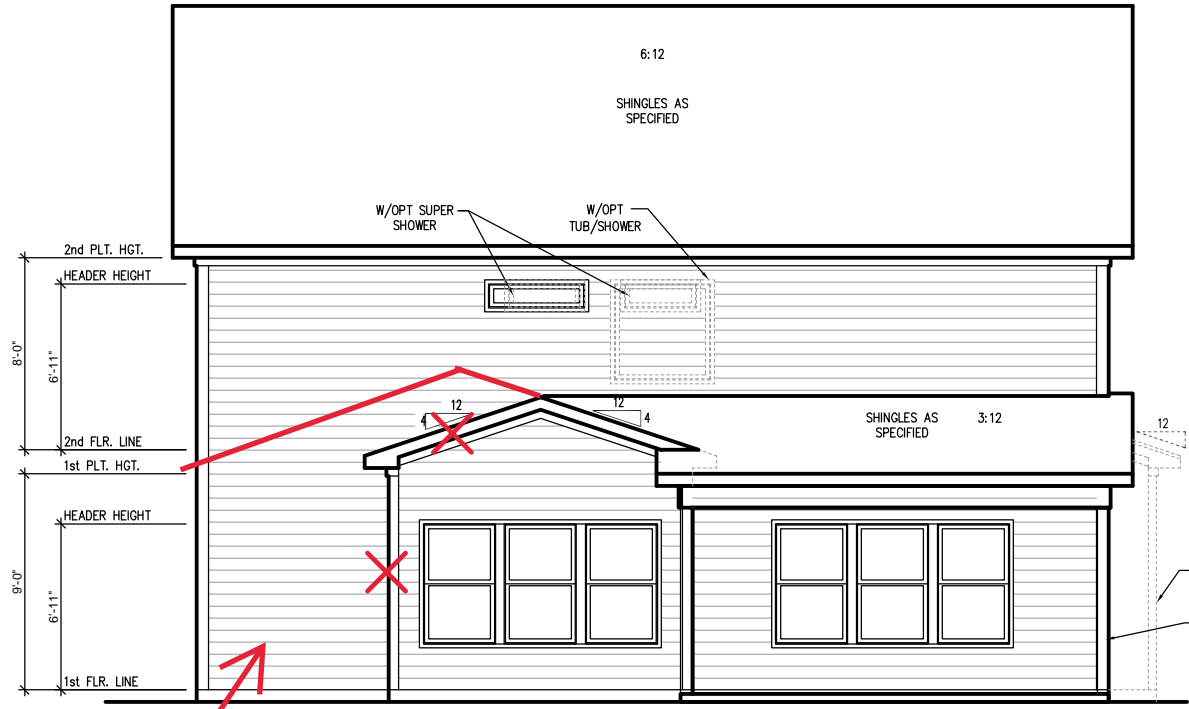 6:12
SHINGLES AS
SPECIFIED
W/OPT SUPER
SHOWER
W/OPT
TUB/SHOWER
2nd PLT. HGT.
HEADER HEIGHT
8'-0"
6'-11"
12
4
12
4
SHINGLES AS
SPECIFIED
3:12
12
2nd FLR. LINE
1st PLT. HGT.
HEADER HEIGHT
9'-0"
6'-11"
1st FLR. LINE